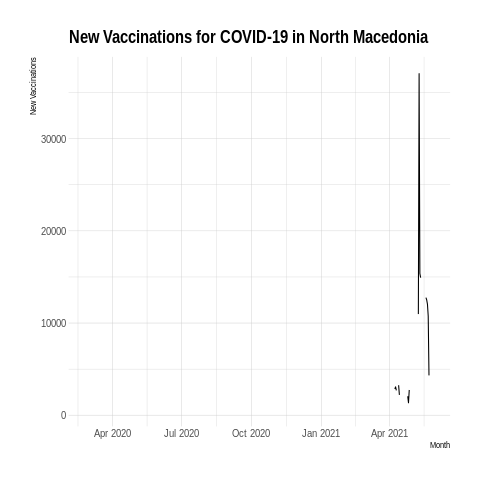 New Vaccinations for COVID-19 in North Macedonia
New Vaccinations
30000
20000
10000
0
Apr 2020 Jul 2020 Oct 2020 Jan 2021 Apr 2021
Month